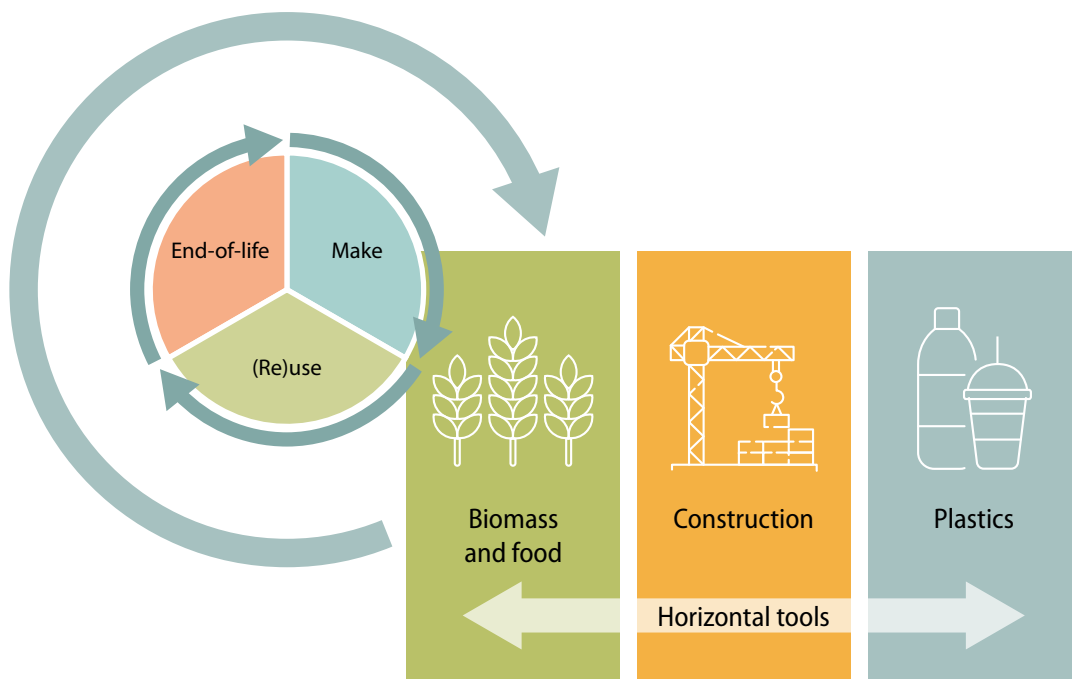 End-of-life
Make
(Re)use
Biomass
and food
Construction
Plastics
Horizontal tools